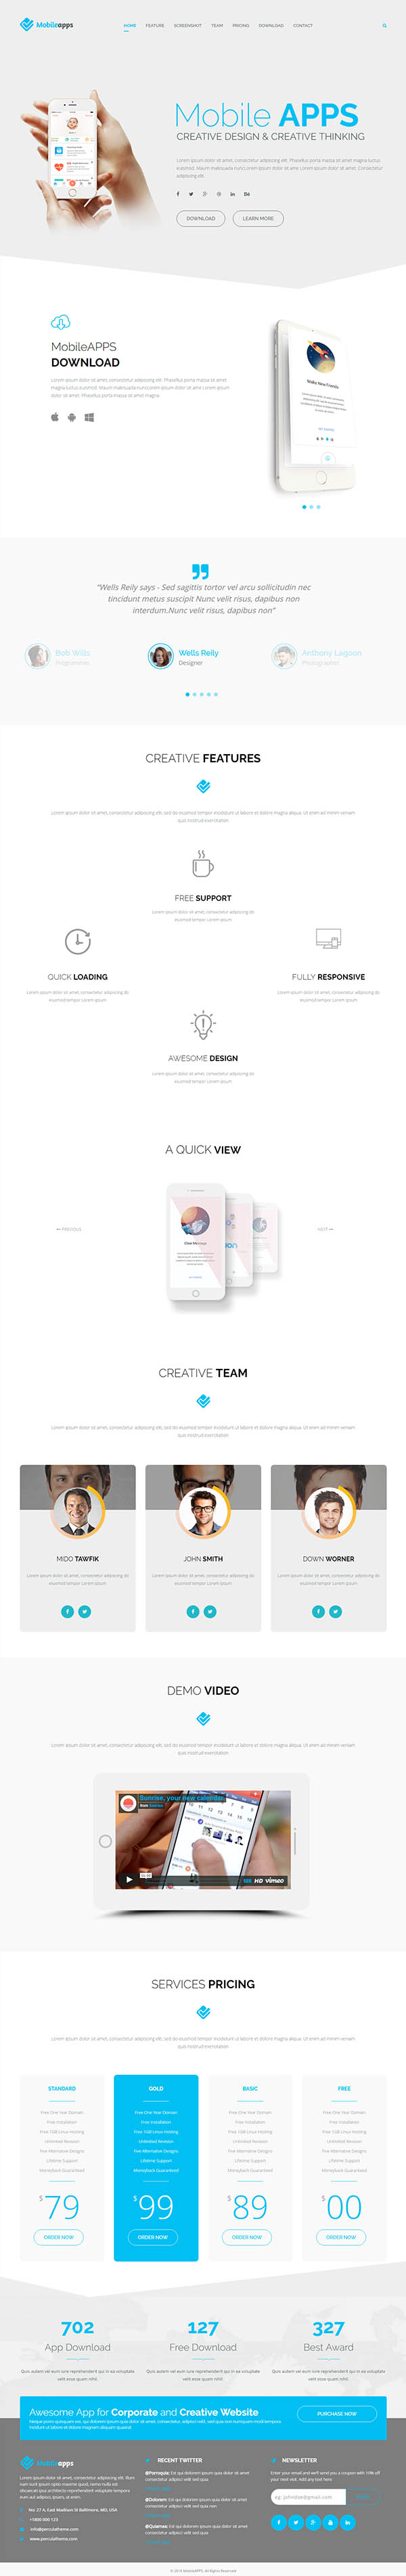 Mobileapps
HOME
FEATURE
SCREENSHOT
TEAM
PRICING
DOWNLOAD
CONTACT
Mobile APPS
CREATIVE DESIGN & CREATIVE THINKING
Lorem ipsum dolor sit amet, consectetur adipiscing elit. Phasellus porta massa sit amet magna luctus
euismod. Mauris malesuada nuncLorem ipsum dolor sit ame Lorem ipsum dolor sit amet, Consectetur
adipiscing elit.
DOWNLOAD
LEARN MORE
MobileAPPS
DOWNLOAD
Lorem ipsum dolor sit amet, consectetur adipiscing elit. Phasellus porta massa sit amet
magna luctus euismod. Mauris malesuada nuncLorem ipsum dolor sit ame Lorem ipsum
dolor sit amet, Phasellus porta massa sit amet magna.
Make New Friends
"Wells Reily says - Sed sagittis tortor vel arcu sollicitudin nec
tincidunt metus suscipit Nunc velit risus, dapibus non
interdum.Nunc velit risus, dapibus non"
Bob Wills
Programmer
Wells Reily
Designer
Anthony Lagoon
Photographer
CREATIVE FEATURES
Lorem ipsum dolor sit amet, consectetur adipisicing elit, sed do eiusmod tempor incididunt ut labore et dolore magna aliqua. Ut enim ad minim veniam
quis nostrud exercitation
FREE SUPPORT
Lorem ipsum dolor sit amet, consectetur adipiscing do
eiusmod tempor Lorem ipsum
QUICK LOADING
Lorem ipsum dolor sit amet, consectetur adipiscing do
eiusmod tempor Lorem ipsum
FULLY RESPONSIVE
Lorem ipsum dolor sit amet, consectetur adipiscing do
eiusmod tempor Lorem ipsum
AWESOME DESIGN
Lorem ipsum dolor sit amet, consectetur adipiscing do
eiusmod tempor Lorem ipsum
A QUICK VIEW
PREVIOUS
Clear Message
NEXT
CREATIVE TEAM
Lorem ipsum dolor sit amet, consectetur adipisicing elit, sed do eiusmod tempor incididunt ut labore et dolore magna aliqua. Ut enim ad minim veniam
quis nostrud exercitation
MIDO TAWFIK
Lorem ipsum dolor sit amet, consectetur adipiscing do
eiusmod tempor Lorem ipsum
JOHN SMITH
Lorem ipsum dolor sit amet, consectetur adipiscing do
eiusmod tempor Lorem ipsum
DOWN WORNER
Lorem ipsum dolor sit amet, consectetur adipiscing do
eiusmod tempor Lorem ipsum
DEMO VIDEO
Lorem ipsum dolor sit amet, consectetur adipisicing elit, sed do eiusmod tempor incididunt ut labore et dolore magna aliqua. Ut enim ad minim veniam
quis nostrud exercitation
Sunrise, your new calendar.
from Sunrise
HD vimeo
SERVICES PRICING
Lorem ipsum dolor sit amet, consectetur adipisicing elit, sed do eiusmod tempor incididunt ut labore et dolore magna aliqua. Ut enim ad minim veniam
quis nostrud exercitation
STANDARD
Free One Year Domain
Free Installation
Free 1GB Linux Hosting
Unlimited Revision
Five Alternative Designs
Lifetime Support
Moneyback Guaranteed
$79
ORDER NOW
GOLD
Free One Year Domain
Free Installation
Free 1GB Linux Hosting
Unlimited Revision
Five Alternative Designs
Lifetime Support
Moneyback Guaranteed
$99
ORDER NOW
BASIC
Free One Year Domain
Free Installation
Free 1GB Linux Hosting
Unlimited Revision
Five Alternative Designs
Lifetime Support
Moneyback Guaranteed
$89
ORDER NOW
FREE
Free One Year Domain
Free Installation
Free 1GB Linux Hosting
Unlimited Revision
Five Alternative Designs
Lifetime Support
Moneyback Guaranteed
$00
ORDER NOW
702
App Download
Quis autem vel eum iure reprehenderit qui in ea voluptate
velit esse quam nihil.
127
Free Download
Quis autem vel eum iure reprehenderit qui in ea voluptate
velit esse quam nihil.
327
Best Award
Quis autem vel eum iure reprehenderit qui in ea voluptate
velit esse quam nihil.
Awesome App for Corporate and Creative Website
Neque porro quisquam est, qui dolorem ipsum quia dolor sit amet, consectetur, adipisci velit, sed quia non numquam modi tempora
incidunt ut labore et dolore magnam aliquam quaerat
PURCHASE NOW
Mobileapps
Lorem ipsum dolor sit amet, consectetur adipiscing elit. Illum
No: 27 A, East Madison St Baltimore, MD, USA
+1800 000 123
info@perculatheme.com
www.perculatheme.com
RECENT TWITTER
@Perroquie: Est qui dolorem ipsum quia dolor sit amet
consectetur adipisci velit sed quia
@Dolorem: Est qui dolorem ipsum quia dolor sit amet
consectetur adipisci velit sed quia non
@Quiames: Est qui dolorem ipsum quia dolor sit amet
consectetur adipisci velit sed quia
NEWSLETTER
Enter your email and we'll send you a coupon with 10% off
your next visit. Add any text here
eg. johndoe@gmail.com
© 2014 MobileAPPS. All Rights Reserved